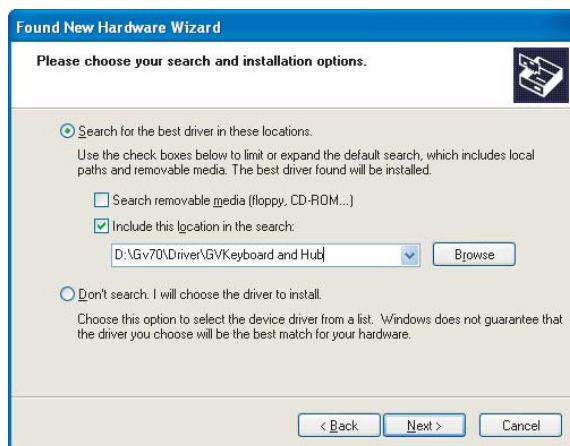 Found New Hardware Wizard
Please choose your search and installation options.
Search for the best driver in these locations.
Use the check boxes below to limit or expand the default search, which includes local
paths and removable media. The best driver found will be installed.
Search removable media (floppy, CD-ROM...)
Include this location in the search:
D:\Gv70\Driver\GVKeyboard and Hub
Browse
Don't search. I will choose the driver to install.
Choose this option to select the device driver from a list. Windows does not guarantee that
the driver you choose will be the best match for your hardware.
< Back
Next >
Cancel